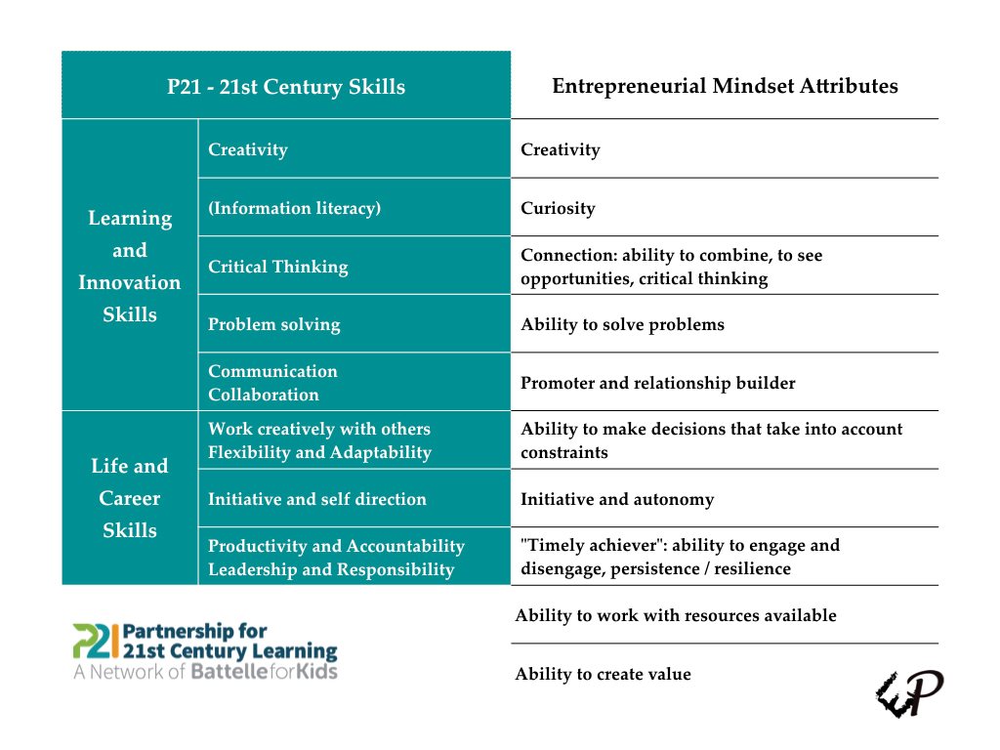 P21 - 21st Century Skills
Entrepreneurial Mindset Attributes
Learning
and
Innovation
Skills
Creativity
Creativity
(Information literacy)
Curiosity
Critical Thinking
Connection: ability to combine, to see
opportunities, critical thinking
Problem solving
Ability to solve problems
Communication
Collaboration
Promoter and relationship builder
Life and
Career
Skills
Work creatively with others
Flexibility and Adaptability
Ability to make decisions that take into account
constraints
Initiative and self direction
Initiative and autonomy
Productivity and Accountability
Leadership and Responsibility
"Timely achiever": ability to engage and
disengage, persistence / resilience
Ability to work with resources available
Ability to create value
P21 Partnership for
21st Century Learning
A Network of BattelleforKids
EP